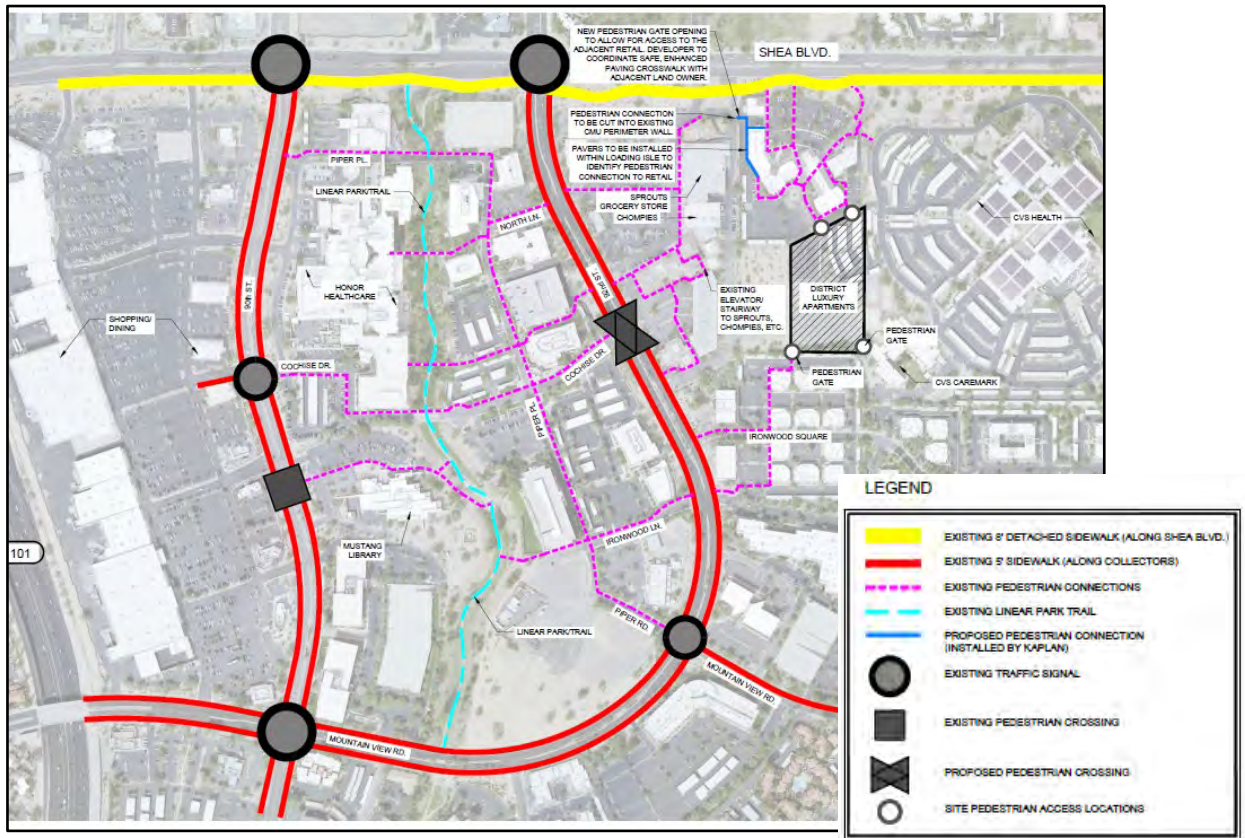 NEW PEDESTRIAN GATE OPENING
TO ALLOW FOR ACCESS TO THE
ADJACENT RETAIL. DEVELOPER TO
COORDINATE SAFE, ENHANCED
PAVING CROSSWALK WITH
ADJACENT LAND OWNER.
SHEA BLVD.
PEDESTRIAN CONNECTION
TO BE CUT INTO EXISTING
CMU PERIMETER WALL.
PAVERS TO BE INSTALLED
WITHIN LOADING ISLE TO
IDENTIFY PEDESTRIAN
CONNECTION TO RETAIL
PIPER PL.
LINEAR PARK/TRAIL
SPROUTS
GROCERY STORE
CHOMPIES
CVS HEALTH
NORTH LN.
90th ST.
92nd ST.
HONOR
HEALTHCARE
EXISTING
ELEVATOR/
STAIRWAY
TO SPROUTS,
CHOMPIES, ETC.
DISTRICT
LUXURY
APARTMENTS
SHOPPING/
DINING
PEDESTRIAN
GATE
COCHISE DR.
COCHISE DR.
PEDESTRIAN
GATE
CVS CAREMARK
PIPER PL.
IRONWOOD SQUARE
IRONWOOD LN.
MUSTANG
LIBRARY
101
LINEAR PARK/TRAIL
PIPER RD.
MOUNTAIN VIEW RD.
MOUNTAIN VIEW RD.
LEGEND
EXISTING 8' DETACHED SIDEWALK (ALONG SHEA BLVD.)
EXISTING 5' SIDEWALK (ALONG COLLECTORS)
EXISTING PEDESTRIAN CONNECTIONS
EXISTING LINEAR PARK TRAIL
PROPOSED PEDESTRIAN CONNECTION
(INSTALLED BY KAPLAN)
EXISTING TRAFFIC SIGNAL
EXISTING PEDESTRIAN CROSSING
PROPOSED PEDESTRIAN CROSSING
SITE PEDESTRIAN ACCESS LOCATIONS